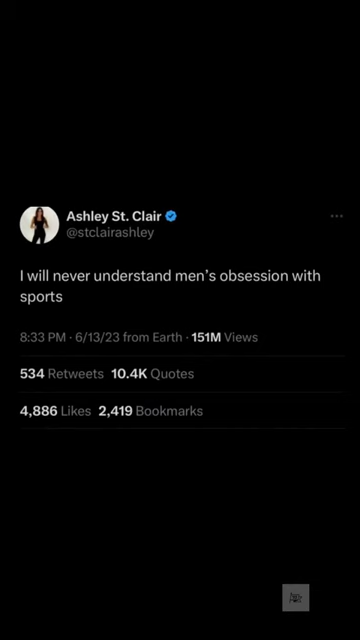 Ashley St. Clair
@stclairashley
I will never understand men's obsession with
sports
8:33 PM · 6/13/23 from Earth · 151M Views
534 Retweets 10.4K Quotes
4,886 Likes 2,419 Bookmarks